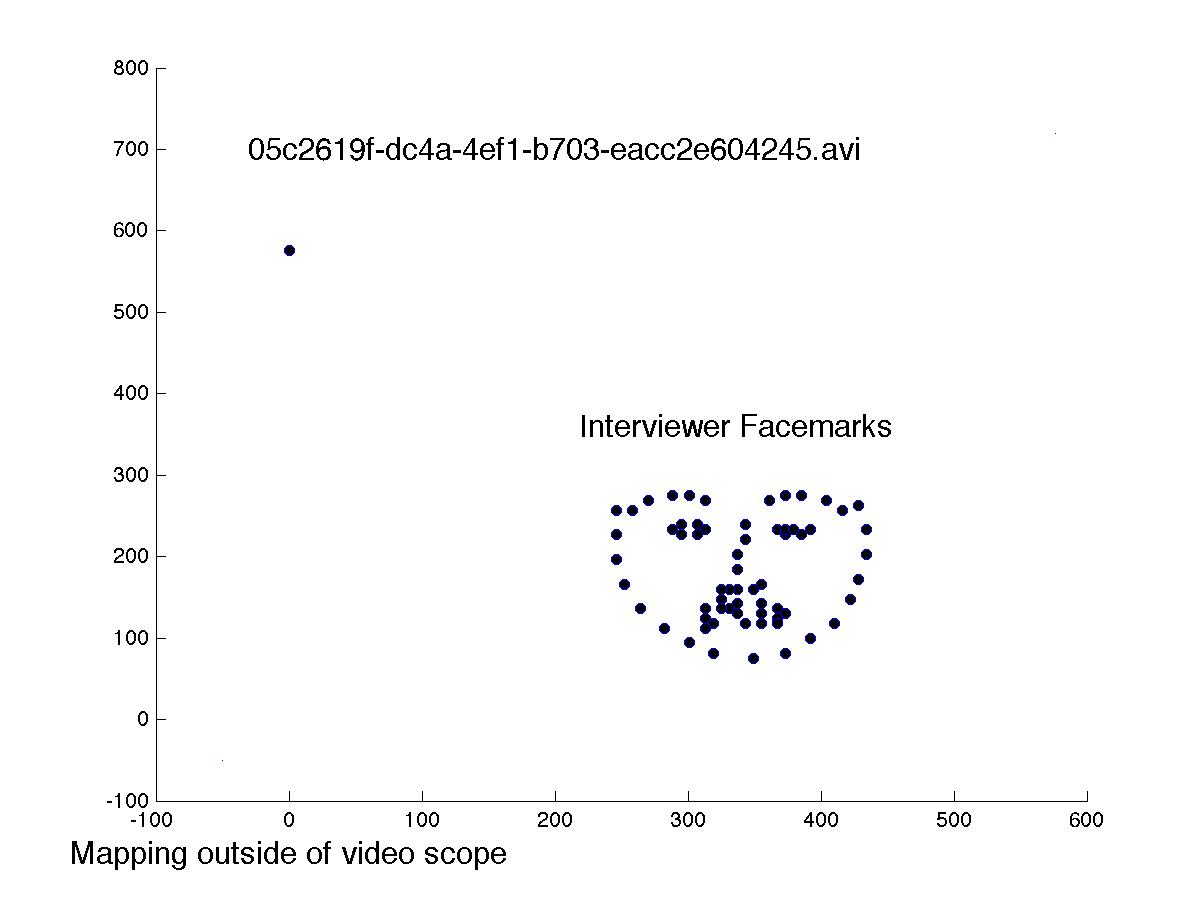 800
700
05c2619f-dc4a-4ef1-b703-eacc2e604245.avi
600
500
400
Interviewer Facemarks
300
200
100
0
-100
-100 0 100 200 300 400 500 600
Mapping outside of video scope